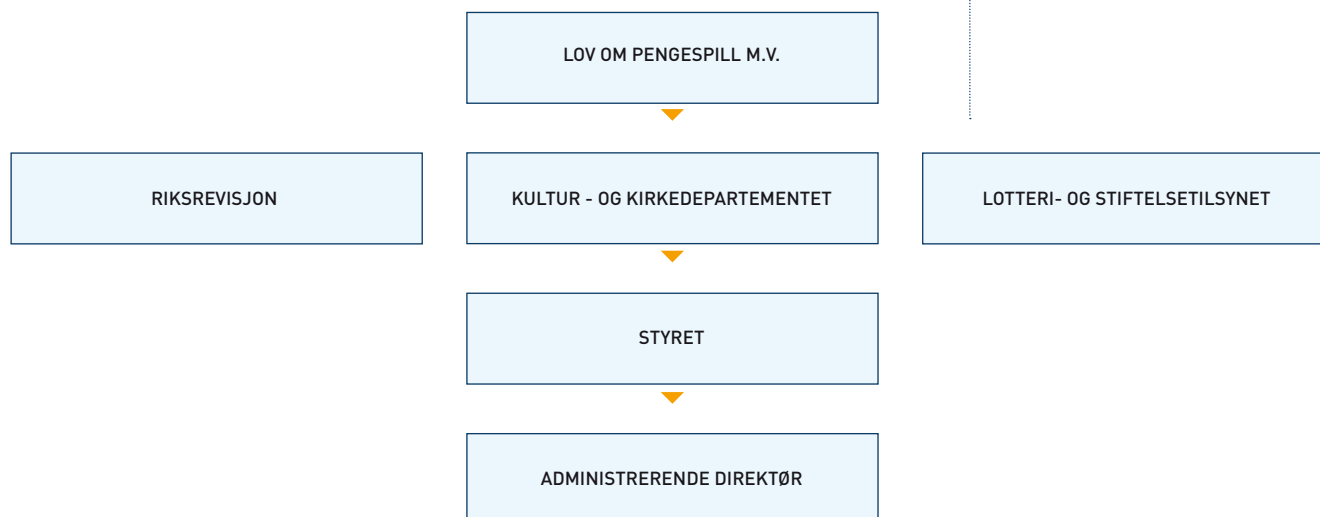 LOV OM PENGESPILL M.V.
RIKSREVISJON
KULTUR - OG KIRKEDEPARTEMENTET
LOTTERI- OG STIFTELSETILSYNET
STYRET
ADMINISTRERENDE DIREKTØR